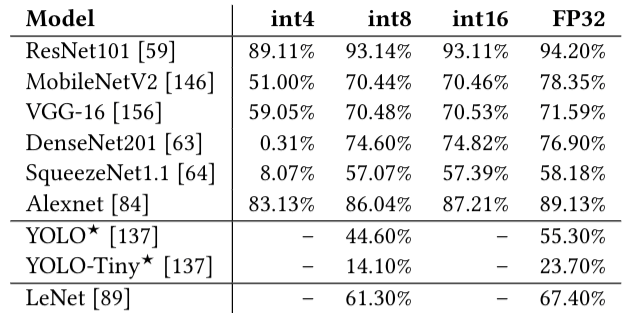 Model int4 int8 int16 FP32
ResNet101 [59] 89.11% 93.14% 93.11% 94.20%
MobileNetV2 [146] 51.00% 70.44% 70.46% 78.35%
VGG-16 [156] 59.05% 70.48% 70.53% 71.59%
DenseNet201 [63] 0.31% 74.60% 74.82% 76.90%
SqueezeNet1.1 [64] 8.07% 57.07% 57.39% 58.18%
Alexnet [84] 83.13% 86.04% 87.21% 89.13%
YOLO★ [137] – 44.60% – 55.30%
YOLO-Tiny★ [137] – 14.10% – 23.70%
LeNet [89] – 61.30% – 67.40%